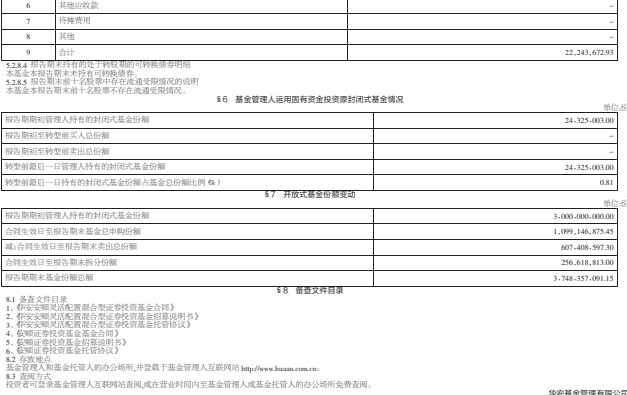 6 其他应收款 –
7 待摊费用 –
8 其他 –
9 合计 22,243,672.93
5.2.8.4 报告期末持有的处于转股期的可转换债券明细
本基金本报告期末未持有可转换债券。
5.2.8.5 报告期末前十名股票中存在流通受限情况的说明
本基金本报告期末前十名股票不存在流通受限情况。
§6 基金管理人运用固有资金投资原封闭式基金情况
单位:份
报告期期初管理人持有的封闭式基金份额 24-325-003.00
报告期初至转型前买入总份额 –
报告期初至转型前卖出总份额 –
转型前最后一日管理人持有的封闭式基金份额 24-325-003.00
转型前最后一日持有的封闭式基金份额占基金总份额比例(%) 0.81
§7 开放式基金份额变动
单位:份
报告期期初管理人持有的封闭式基金份额 3-000-000-000.00
合同生效日至报告期末基金总申购份额 1,099,146,875.45
减:合同生效日至报告期末卖出总份额 607-408-597.30
合同生效日至报告期末拆分份额 256,618,813.00
报告期期末基金份额总额 3-748-357-091.15
§8 备查文件目录
8.1 备查文件目录
1、《华安安顺灵活配置混合型证券投资基金合同》
2、《华安安顺灵活配置混合型证券投资基金招募说明书》
3、《华安安顺灵活配置混合型证券投资基金托管协议》
4、《安顺证券投资基金基金合同》
5、《安顺证券投资基金招募说明书》
6、《安顺证券投资基金托管协议》
8.2 存放地点
基金管理人和基金托管人的办公场所,并登载于基金管理人互联网站http://www.huaan.com.cn。
8.3 查阅方式
投资者可登录基金管理人互联网站查阅,或在营业时间内至基金管理人或基金托管人的办公场所免费查阅。
华安基金管理有限公司